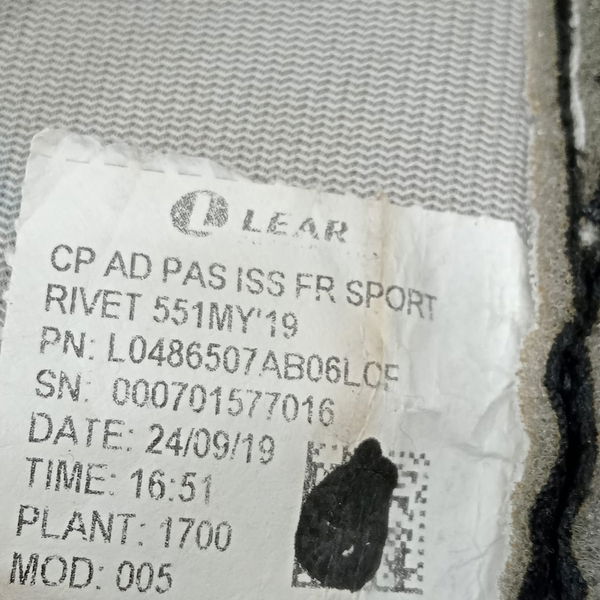 LEAR
CP AD PAS ISS FR SPORT
RIVET 551MY'19
PN: L0486507AB06LCF
SN: 000701577016
DATE: 24/09/19
TIME: 16:51
PLANT: 1700
MOD: 005